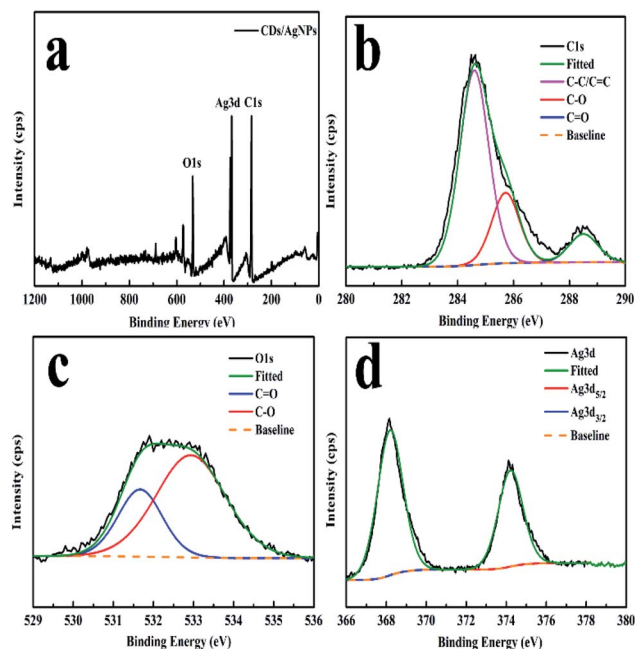 a
CDs/AgNPs
Ag3d C1s
O1s
Intensity (cps)
1200 1000 800 600 400 200 0
Binding Energy (eV)
b
C1s
Fitted
C-C/C=C
C-O
C=O
Baseline
Intensity (cps)
280 282 284 286 288 290
Binding Energy (eV)
c
O1s
Fitted
C=O
C-O
Baseline
Intensity (cps)
529 530 531 532 533 534 535 536
Binding Energy (eV)
d
Ag3d
Fitted
Ag3d5/2
Ag3d3/2
Baseline
Intensity (cps)
366 368 370 372 374 376 378 380
Binding Energy (eV)